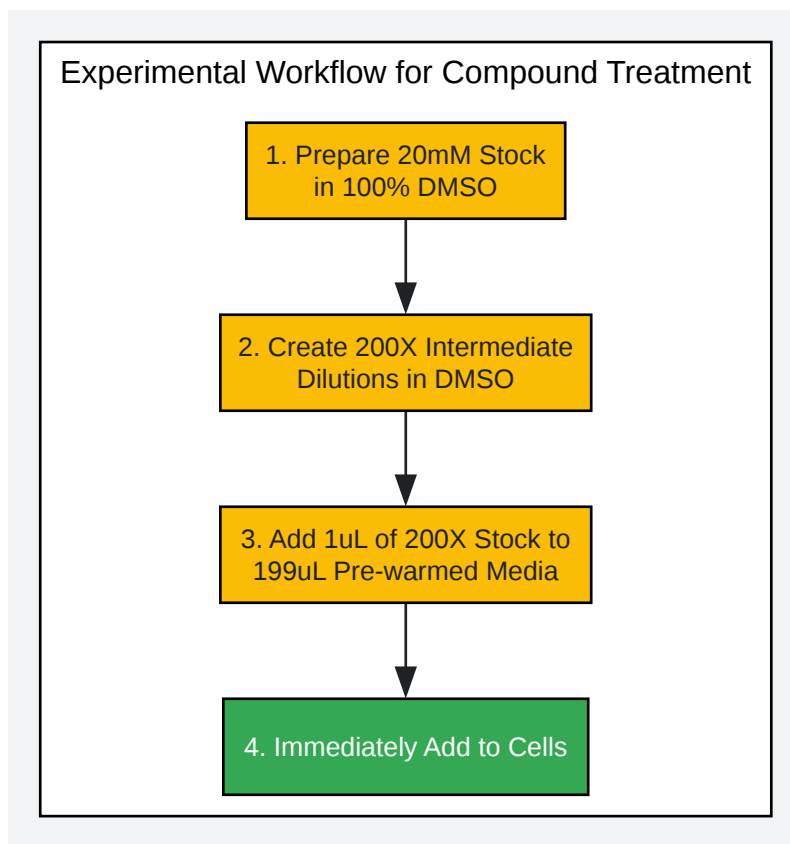 Experimental Workflow for Compound Treatment
1. Prepare 20mM Stock
in 100% DMSO
2. Create 200X Intermediate
Dilutions in DMSO
3. Add 1uL of 200X Stock to
199uL Pre-warmed Media
4. Immediately Add to Cells